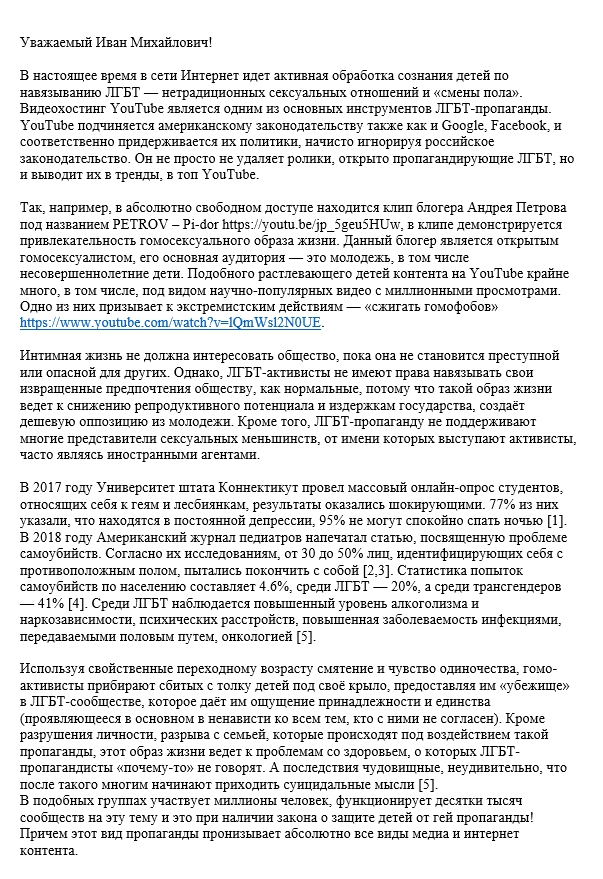 Уважаемый Иван Михайлович!
В настоящее время в сети Интернет идет активная обработка сознания детей по
навязыванию ЛГБТ — нетрадиционных сексуальных отношений и «смены пола».
Видеохостинг YouTube является одним из основных инструментов ЛГБТ-пропаганды.
YouTube подчиняется американскому законодательству также как и Google, Facebook, и
соответственно придерживается их политики, начисто игнорируя российское
законодательство. Он не просто не удаляет ролики, открыто пропагандирующие ЛГБТ, но
и выводит их в тренды, в топ YouTube.
Так, например, в абсолютно свободном доступе находится клип блогера Андрея Петрова
под названием PETROV – Pi-dor https://youtu.be/jp_5geu5HUw, в клипе демонстрируется
привлекательность гомосексуального образа жизни. Данный блогер является открытым
гомосексуалистом, его основная аудитория — это молодежь, в том числе
несовершеннолетние дети. Подобного растлевающего детей контента на YouTube крайне
много, в том числе, под видом научно-популярных видео с миллионными просмотрами.
Одно из них призывает к экстремистским действиям — «сжигать гомофобов»
https://www.youtube.com/watch?v=lQmWsl2N0UE.
Интимная жизнь не должна интересовать общество, пока она не становится преступной
или опасной для других. Однако, ЛГБТ-активисты не имеют права навязывать свои
извращенные предпочтения обществу, как нормальные, потому что такой образ жизни
ведет к снижению репродуктивного потенциала и издержкам государства, создаёт
дешевую оппозицию из молодежи. Кроме того, ЛГБТ-пропаганду не поддерживают
многие представители сексуальных меньшинств, от имени которых выступают активисты,
часто являясь иностранными агентами.
В 2017 году Университет штата Коннектикут провел массовый онлайн-опрос студентов,
относящих себя к геям и лесбиянкам, результаты оказались шокирующими. 77% из них
указали, что находятся в постоянной депрессии, 95% не могут спокойно спать ночью [1].
В 2018 году Американский журнал педиатров напечатал статью, посвященную проблеме
самоубийств. Согласно их исследованиям, от 30 до 50% лиц, идентифицирующих себя с
противоположным полом, пытались покончить с собой [2,3]. Статистика попыток
самоубийств по населению составляет 4.6%, среди ЛГБТ — 20%, а среди трансгендеров
— 41% [4]. Среди ЛГБТ наблюдается повышенный уровень алкоголизма и
наркозависимости, психических расстройств, повышенная заболеваемость инфекциями,
передаваемыми половым путем, онкологией [5].
Используя свойственные переходному возрасту смятение и чувство одиночества, гомо-
активисты прибирают сбитых с толку детей под своё крыло, предоставляя им «убежище»
в ЛГБТ-сообществе, которое даёт им ощущение принадлежности и единства
(проявляющееся в основном в ненависти ко всем тем, кто с ними не согласен). Кроме
разрушения личности, разрыва с семьей, которые происходят под воздействием такой
пропаганды, этот образ жизни ведет к проблемам со здоровьем, о которых ЛГБТ-
пропагандисты «почему-то» не говорят. А последствия чудовищные, неудивительно, что
после такого многим начинают приходить суицидальные мысли [5].
В подобных группах участвует миллионы человек, функционирует десятки тысяч
сообществ на эту тему и это при наличии закона о защите детей от гей пропаганды!
Причем этот вид пропаганды пронизывает абсолютно все виды медиа и интернет
контента.